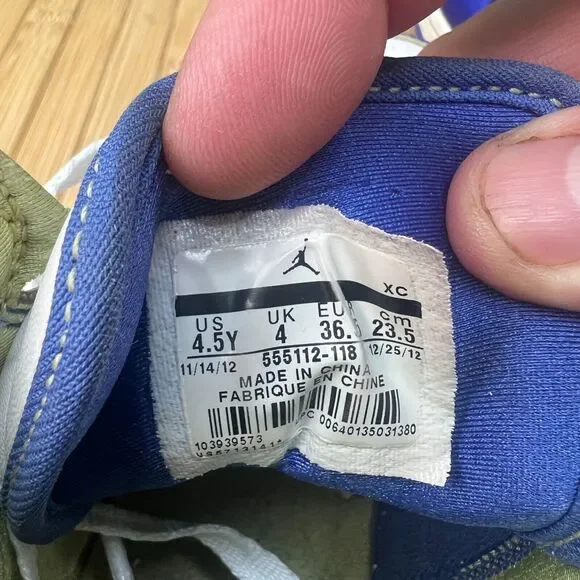 XC
US UK EUR cm
4.5Y 4 36.5 23.5
555112-118
11/14/12 12/25/12
MADE IN CHINA
FABRIQUE EN CHINE
103939573 PC 00640135031380